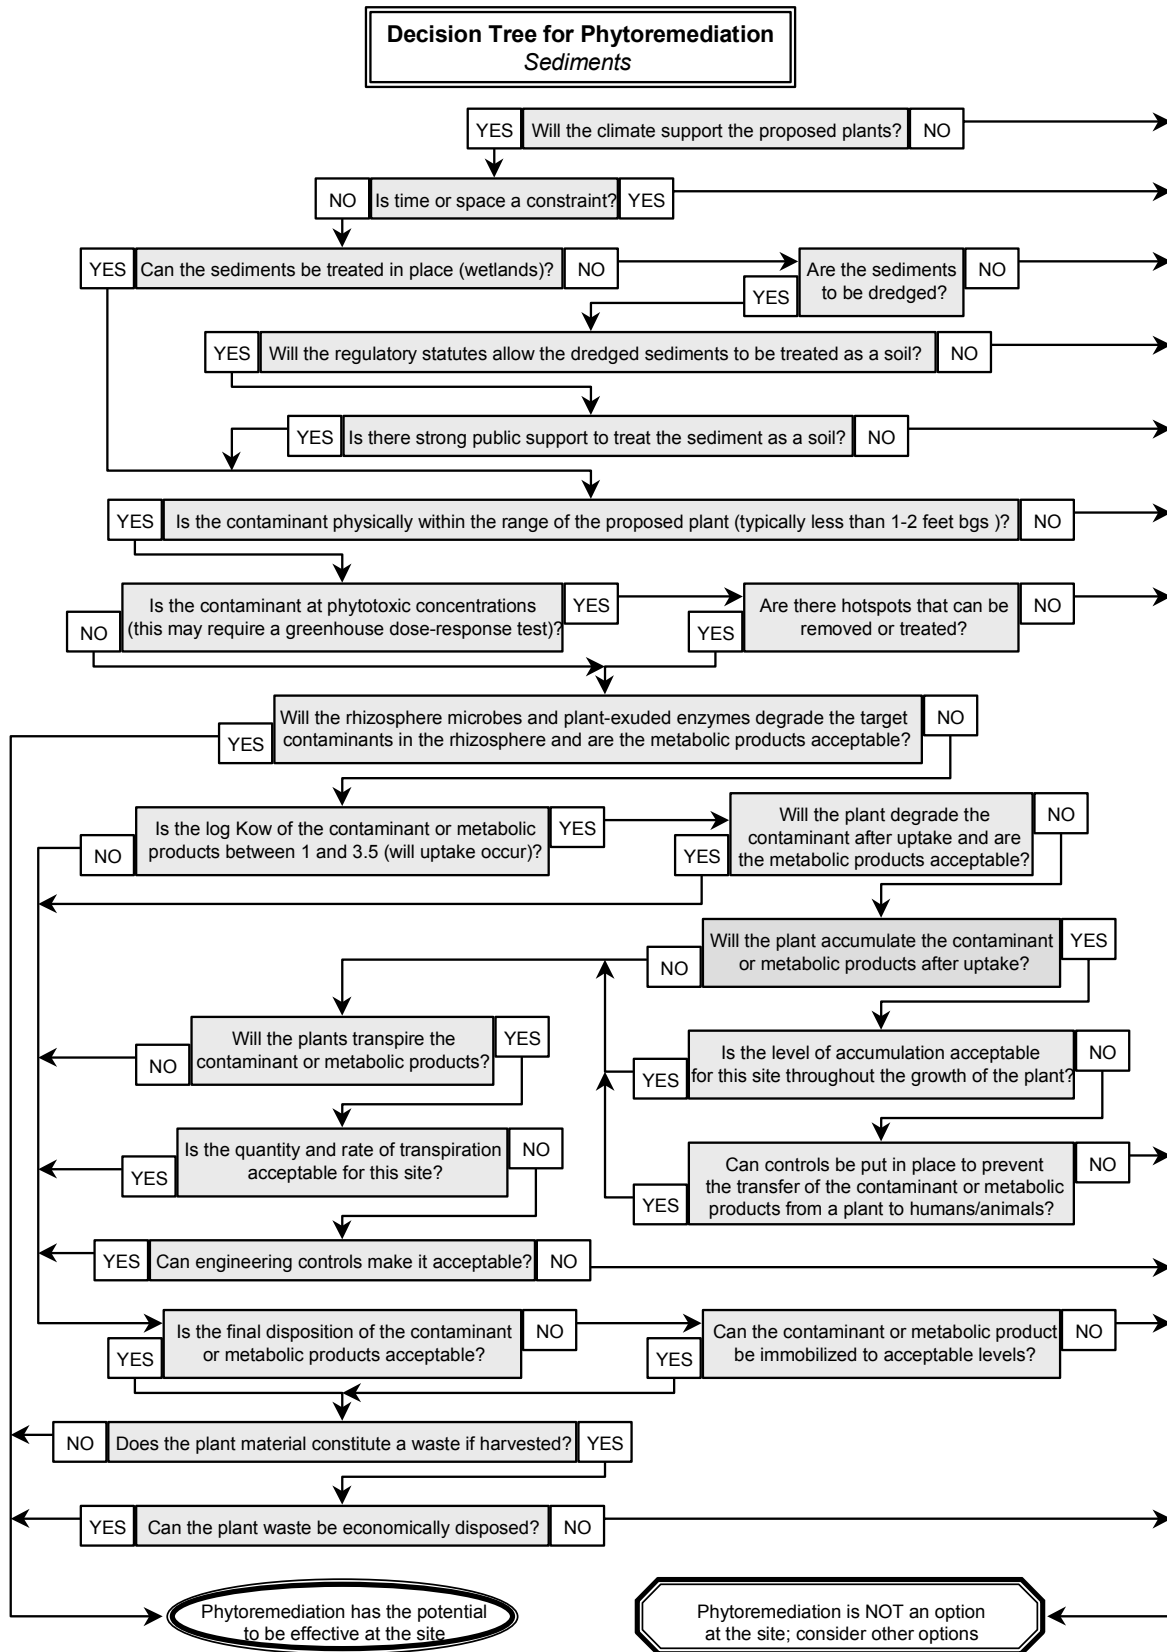 Decision Tree for Phytoremediation
Sediments
YES
Will the climate support the proposed plants?
NO
NO
Is time or space a constraint?
YES
YES
Can the sediments be treated in place (wetlands)?
NO
Are the sediments
to be dredged?
NO
YES
YES
Will the regulatory statutes allow the dredged sediments to be treated as a soil?
NO
YES
Is there strong public support to treat the sediment as a soil?
NO
YES
Is the contaminant physically within the range of the proposed plant (typically less than 1-2 feet bgs )?
NO
Is the contaminant at phytotoxic concentrations
(this may require a greenhouse dose-response test)?
YES
NO
Are there hotspots that can be
removed or treated?
NO
YES
Will the rhizosphere microbes and plant-exuded enzymes degrade the target
contaminants in the rhizosphere and are the metabolic products acceptable?
NO
YES
Is the log Kow of the contaminant or metabolic
products between 1 and 3.5 (will uptake occur)?
YES
NO
Will the plant degrade the
contaminant after uptake and are
the metabolic products acceptable?
NO
YES
Will the plant accumulate the contaminant
or metabolic products after uptake?
YES
NO
Will the plants transpire the
contaminant or metabolic products?
YES
NO
Is the level of accumulation acceptable
for this site throughout the growth of the plant?
NO
YES
Is the quantity and rate of transpiration
acceptable for this site?
NO
YES
Can controls be put in place to prevent
the transfer of the contaminant or metabolic
products from a plant to humans/animals?
NO
YES
YES
Can engineering controls make it acceptable?
NO
Is the final disposition of the contaminant
or metabolic products acceptable?
NO
YES
Can the contaminant or metabolic product
be immobilized to acceptable levels?
NO
YES
NO
Does the plant material constitute a waste if harvested?
YES
YES
Can the plant waste be economically disposed?
NO
Phytoremediation has the potential
to be effective at the site
Phytoremediation is NOT an option
at the site; consider other options